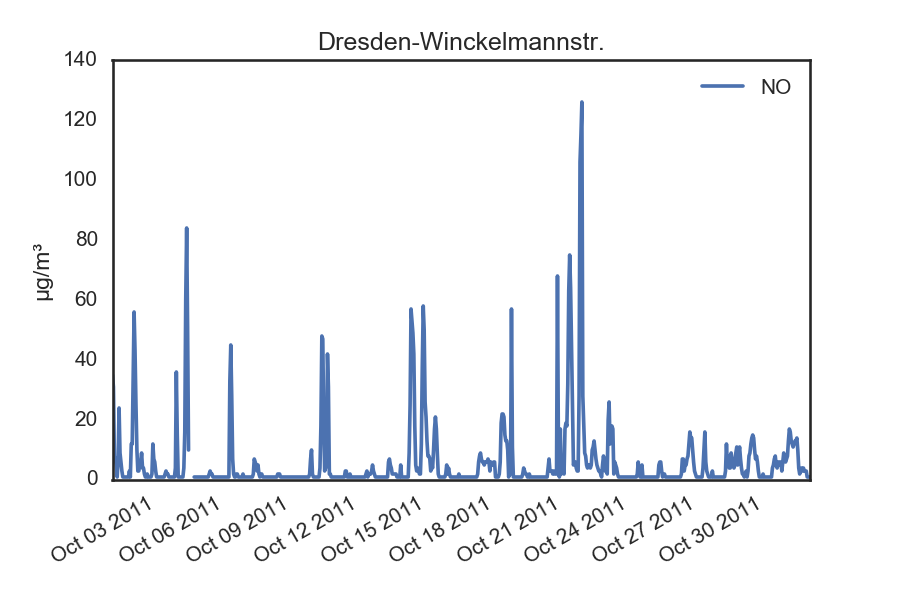 Dresden-Winckelmannstr.
140
120
100
80
60
40
20
0
µg/m³
NO
Oct 03 2011
Oct 06 2011
Oct 09 2011
Oct 12 2011
Oct 15 2011
Oct 18 2011
Oct 21 2011
Oct 24 2011
Oct 27 2011
Oct 30 2011